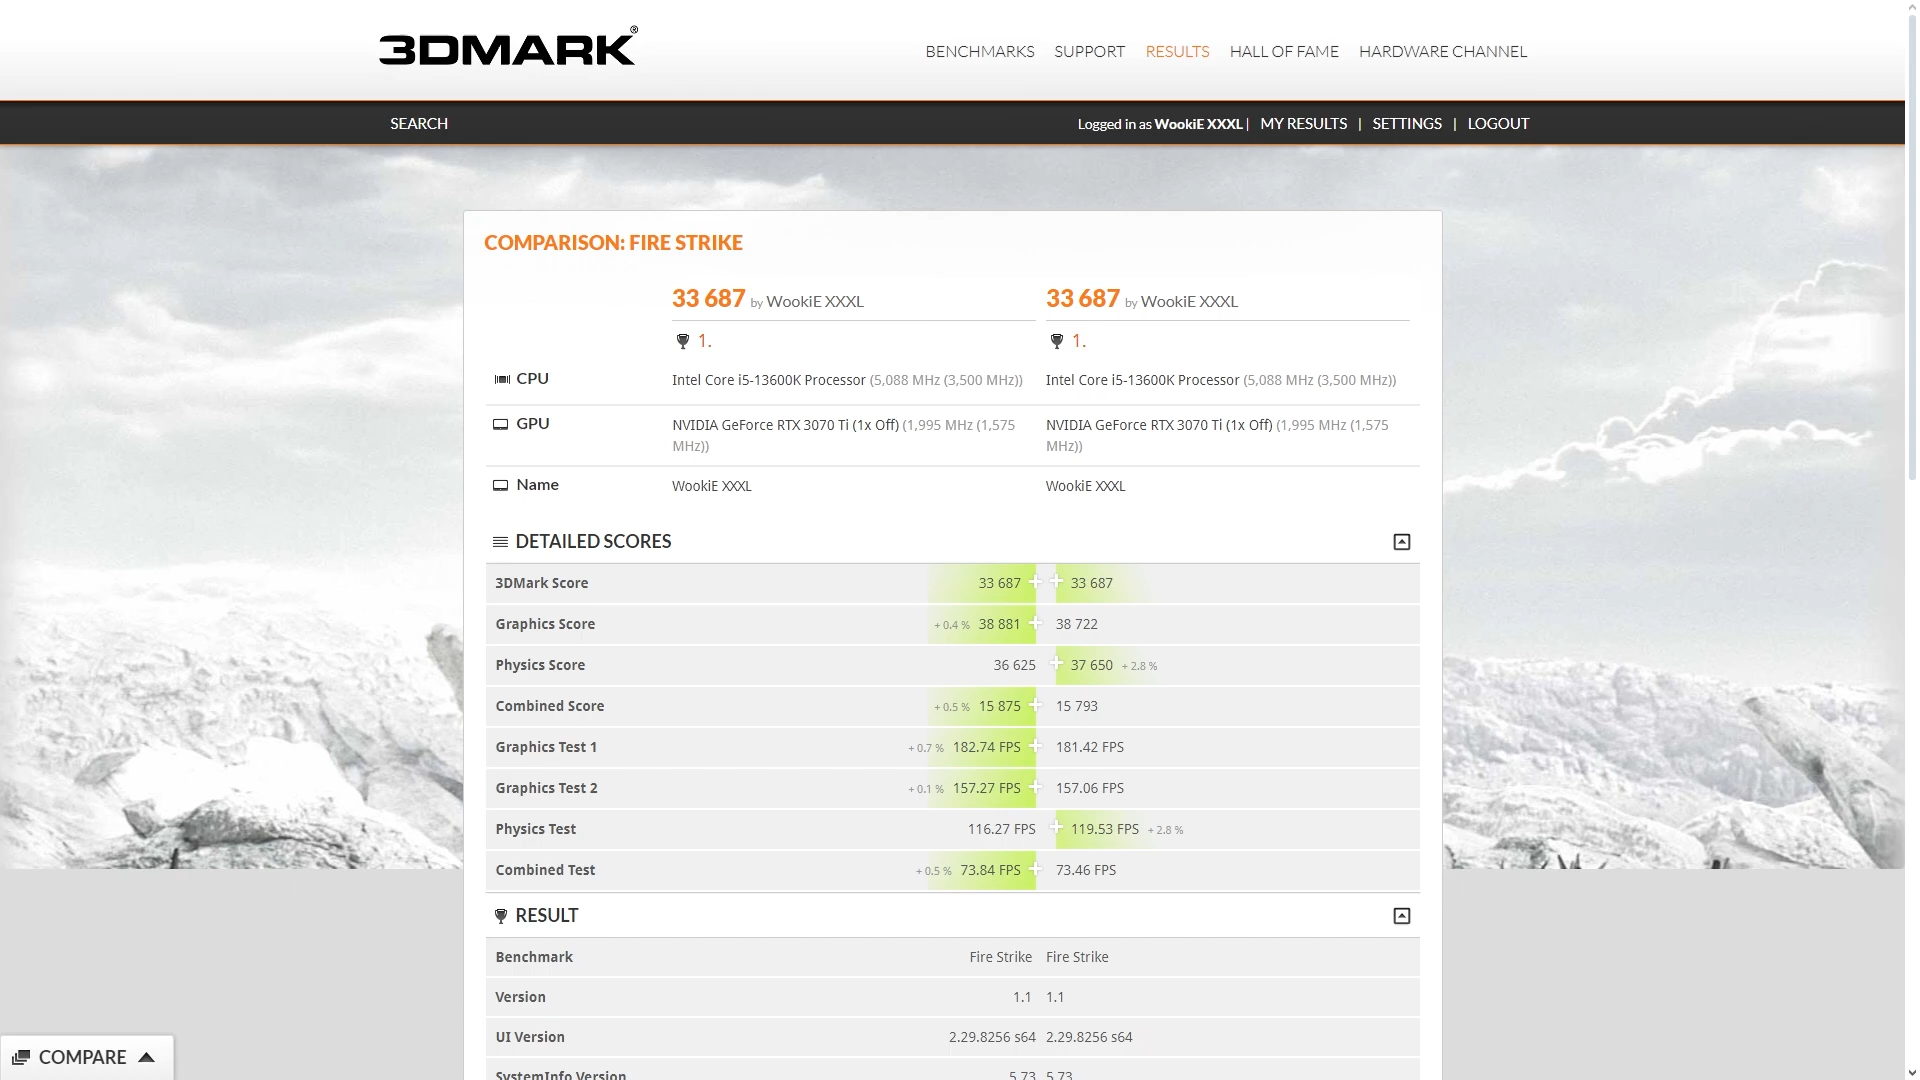 3DMARK®
BENCHMARKS SUPPORT RESULTS HALL OF FAME HARDWARE CHANNEL
SEARCH
Logged in as WookiE XXXL | MY RESULTS | SETTINGS | LOGOUT
COMPARISON: FIRE STRIKE
33 687 by WookiE XXXL 33 687 by WookiE XXXL
1. 1.
CPU Intel Core i5-13600K Processor (5,088 MHz (3,500 MHz)) Intel Core i5-13600K Processor (5,088 MHz (3,500 MHz))
GPU NVIDIA GeForce RTX 3070 Ti (1x Off) (1,995 MHz (1,575 NVIDIA GeForce RTX 3070 Ti (1x Off) (1,995 MHz (1,575
MHz)) MHz))
Name WookiE XXXL WookiE XXXL
DETAILED SCORES
3DMark Score 33 687 33 687
Graphics Score + 0.4 % 38 881 38 722
Physics Score 36 625 37 650 + 2.8 %
Combined Score + 0.5 % 15 875 15 793
Graphics Test 1 + 0.7 % 182.74 FPS 181.42 FPS
Graphics Test 2 + 0.1 % 157.27 FPS 157.06 FPS
Physics Test 116.27 FPS 119.53 FPS + 2.8 %
Combined Test + 0.5 % 73.84 FPS 73.46 FPS
RESULT
Benchmark Fire Strike Fire Strike
Version 1.1 1.1
UI Version 2.29.8256 s64 2.29.8256 s64
SystemInfo Version 5.73 5.73
COMPARE